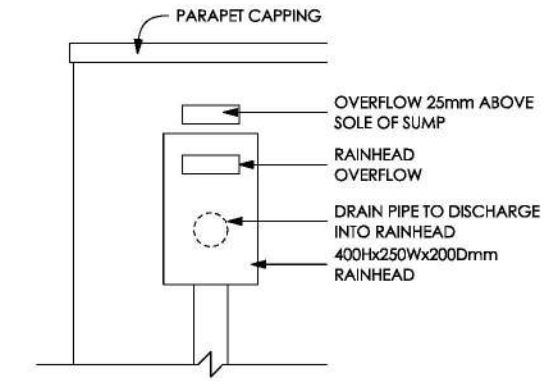 PARAPET CAPPING
OVERFLOW 25mm ABOVE
SOLE OF SUMP
RAINHEAD
OVERFLOW
DRAIN PIPE TO DISCHARGE
INTO RAINHEAD
400Hx250Wx200Dmm
RAINHEAD